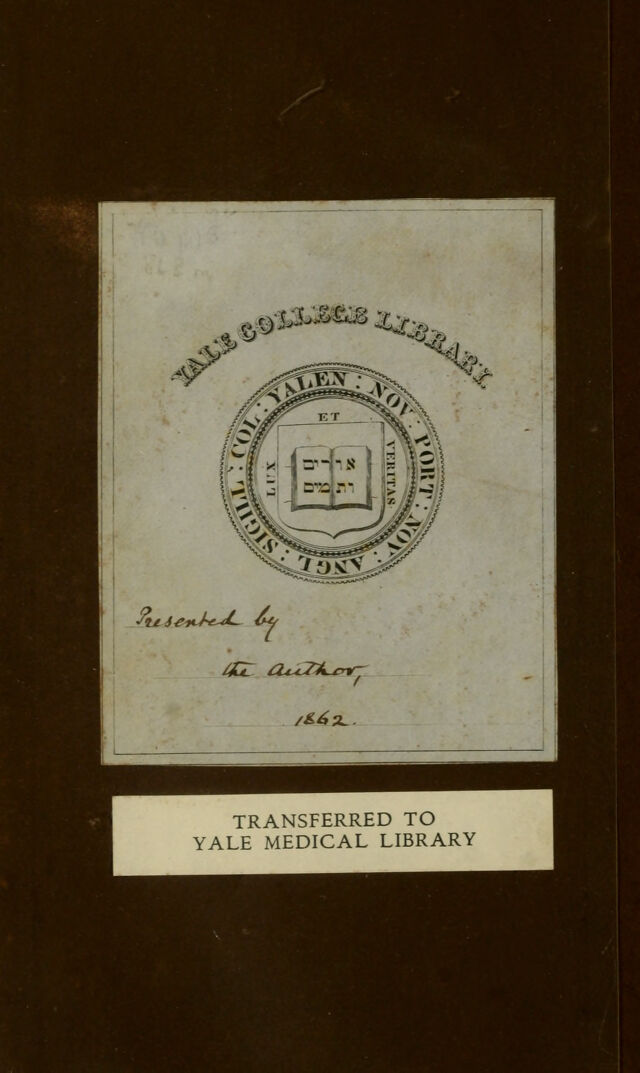 YALE COLLEGE LIBRARY.
SIGILL : COL : YALEN : NOV : PORT : NOV : ANGL :
LUX ET VERITAS
אורים
ותמים
Presented by
the Author,
1862.
TRANSFERRED TO
YALE MEDICAL LIBRARY